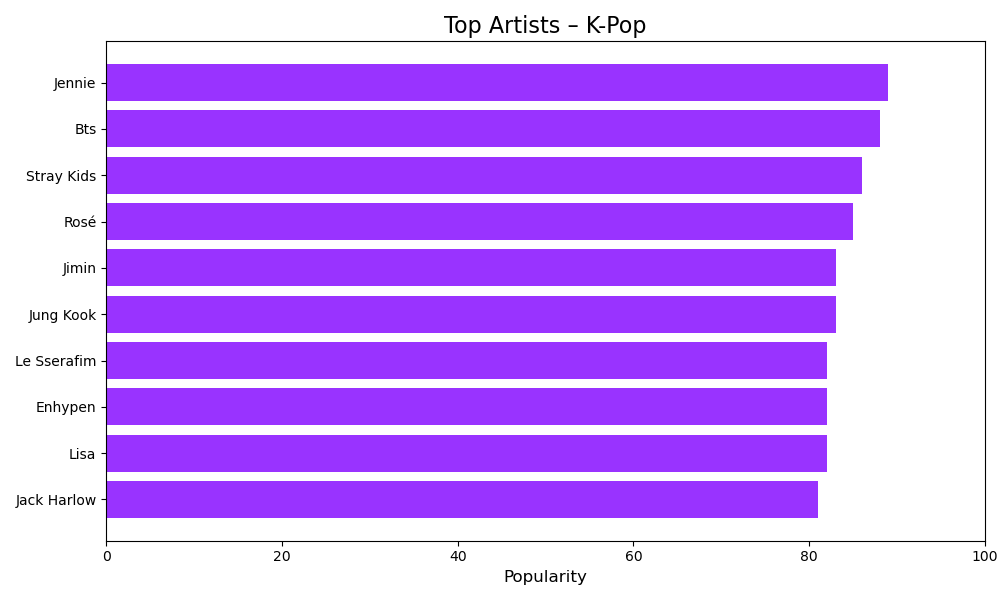 Top Artists – K-Pop
Jennie
Bts
Stray Kids
Rosé
Jimin
Jung Kook
Le Sserafim
Enhypen
Lisa
Jack Harlow
0 20 40 60 80 100
Popularity